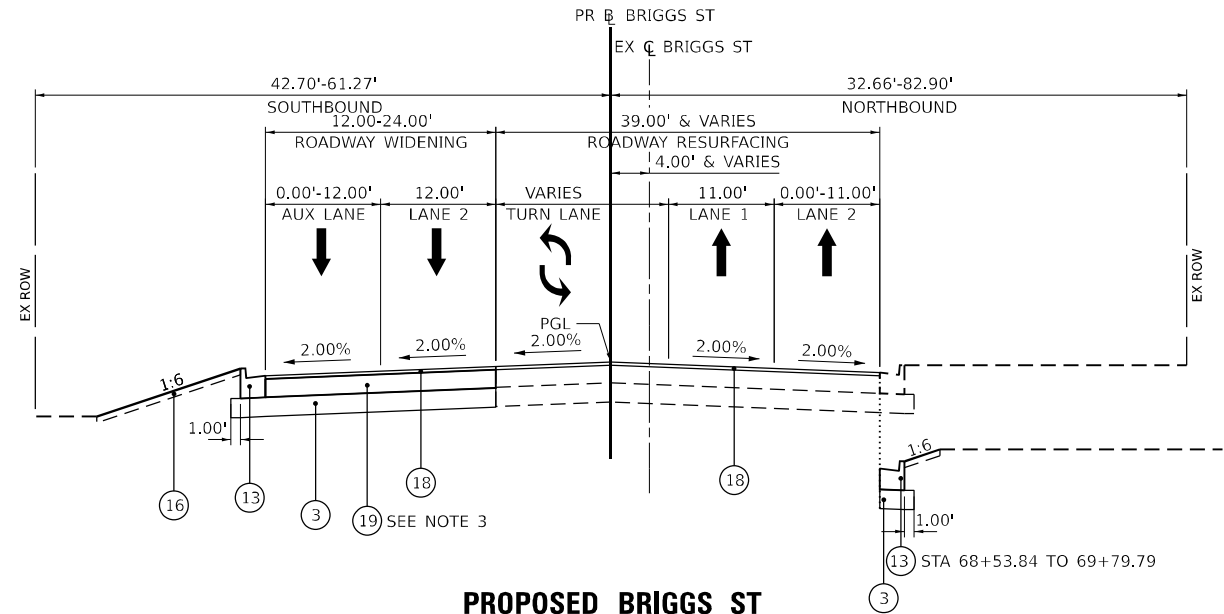 PR BL BRIGGS ST
EX CL BRIGGS ST
42.70'-61.27'
32.66'-82.90'
SOUTHBOUND
NORTHBOUND
12.00-24.00'
39.00' & VARIES
ROADWAY WIDENING
ROADWAY RESURFACING
4.00' & VARIES
0.00'-12.00'
12.00'
VARIES
11.00'
0.00'-11.00'
AUX LANE
LANE 2
TURN LANE
LANE 1
LANE 2
EX ROW
EX ROW
PGL
2.00%
2.00%
2.00%
2.00%
2.00%
1:6
1.00'
1:6
16
13
3
19 SEE NOTE 3
18
18
1.00'
13 STA 68+53.84 TO 69+79.79
3
PROPOSED BRIGGS ST